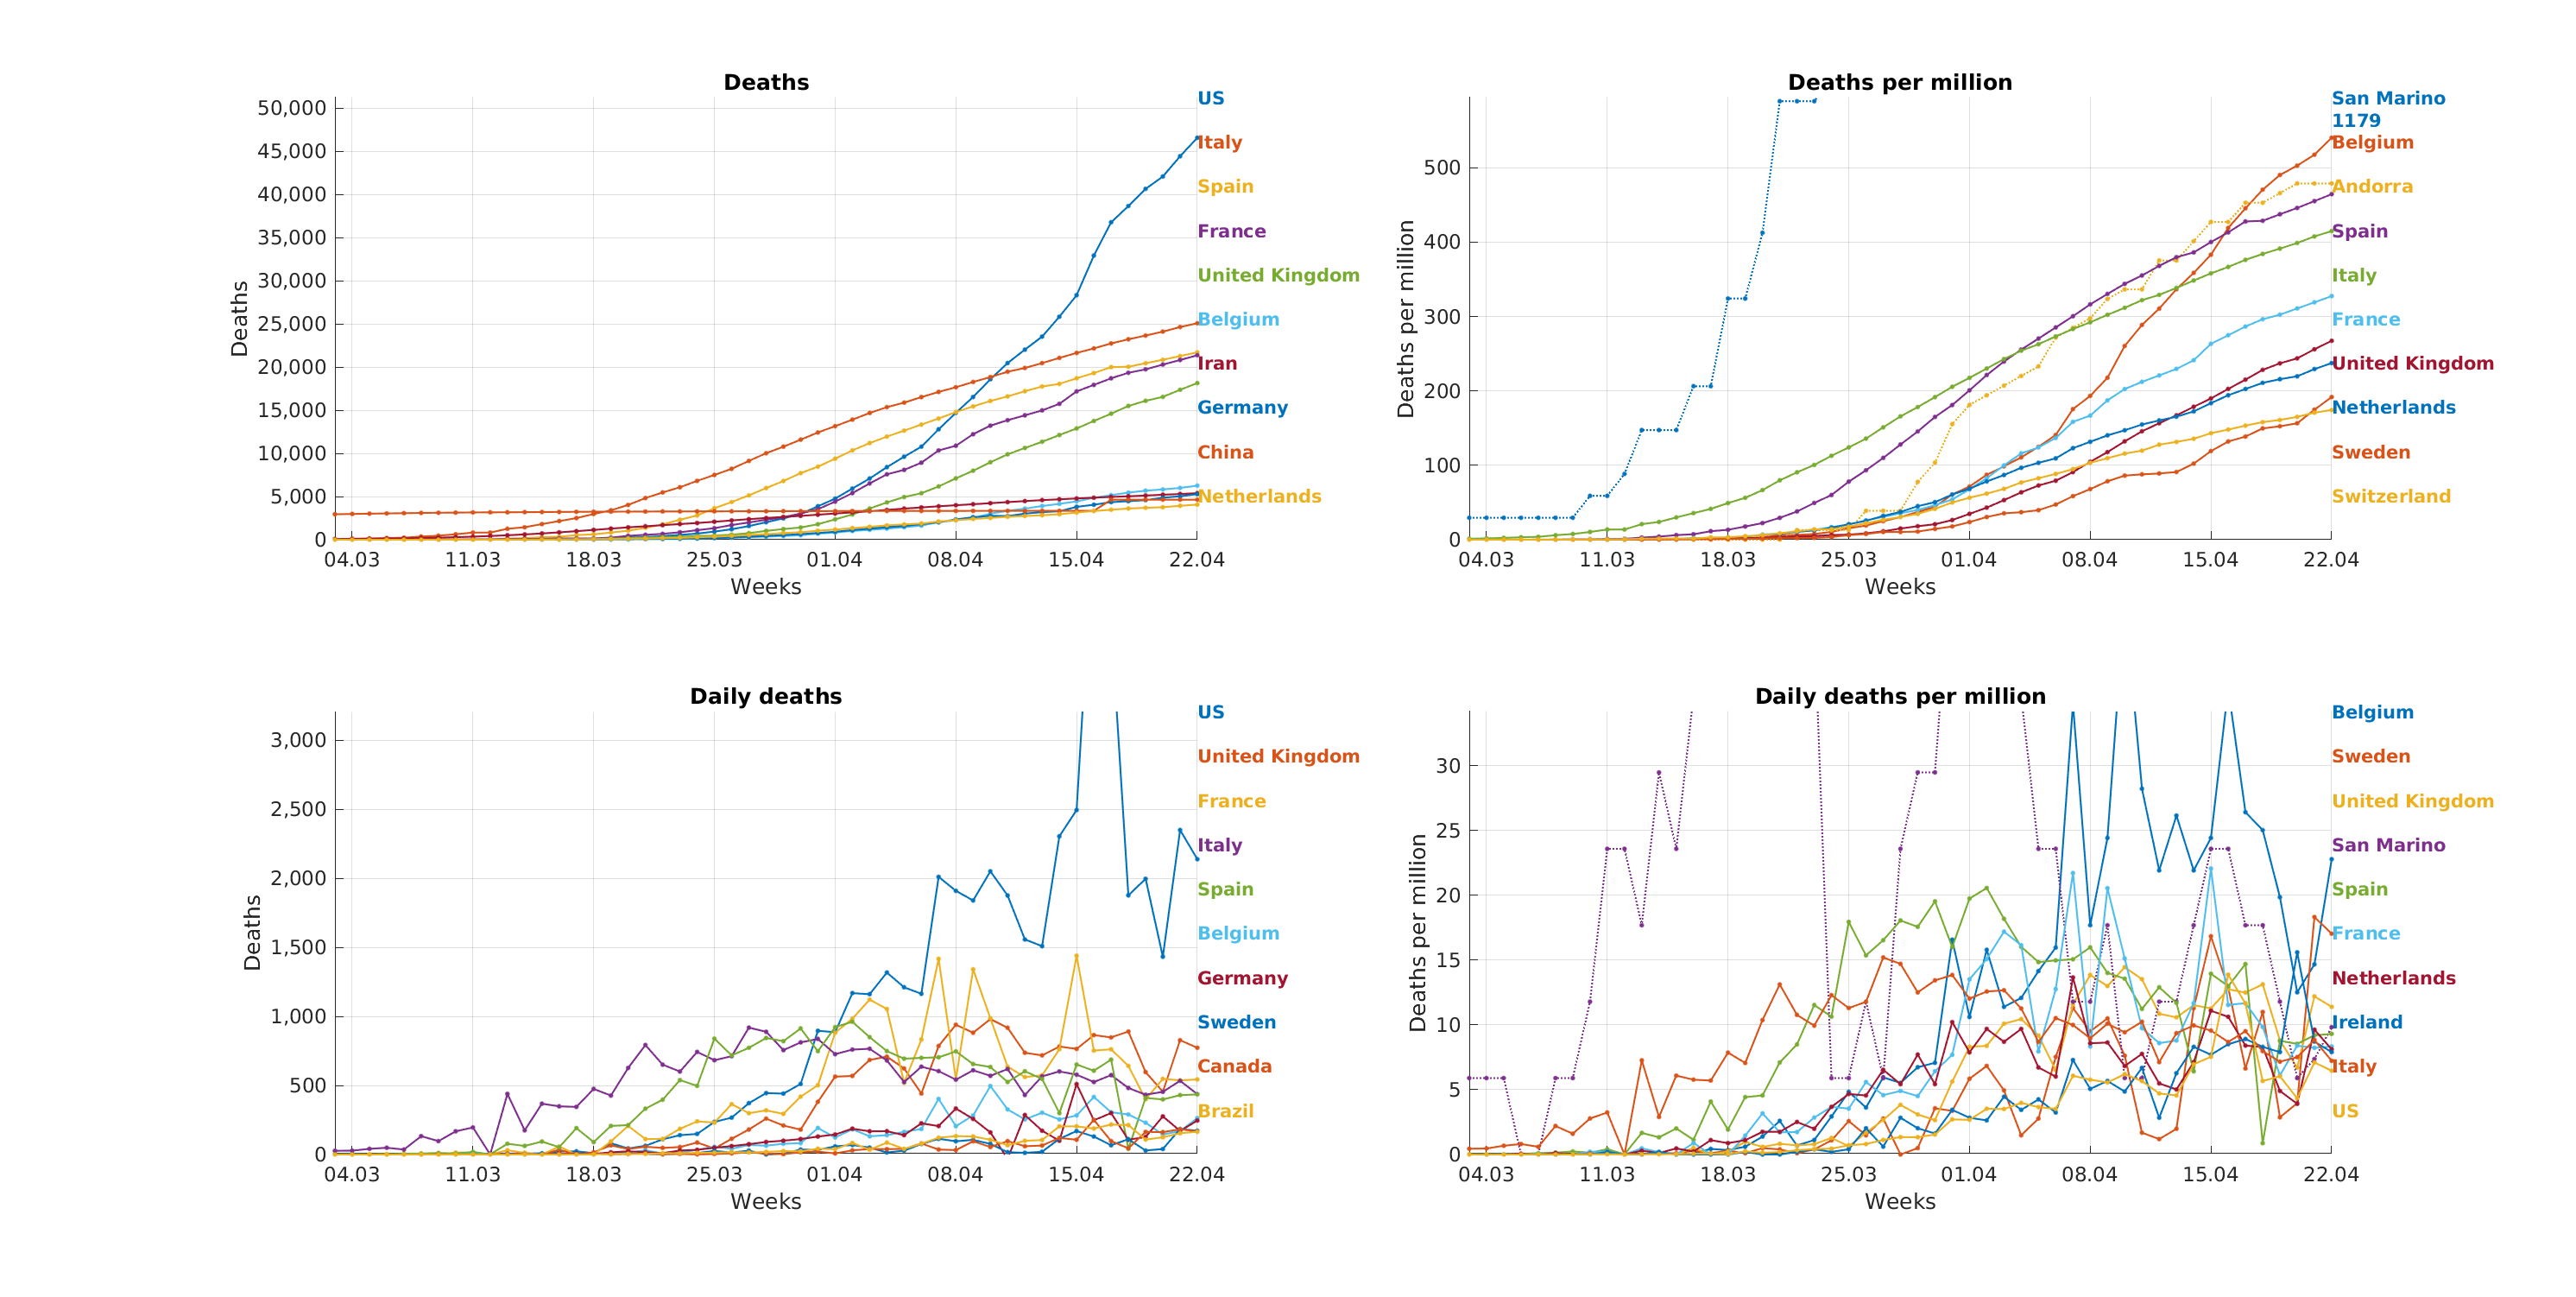 Deaths
50,000
45,000
40,000
35,000
30,000
25,000
20,000
15,000
10,000
5,000
0
Deaths
04.03 11.03 18.03 25.03 01.04 08.04 15.04 22.04
Weeks
US
Italy
Spain
France
United Kingdom
Belgium
Iran
Germany
China
Netherlands
Deaths per million
500
400
300
200
100
0
Deaths per million
04.03 11.03 18.03 25.03 01.04 08.04 15.04 22.04
Weeks
San Marino
1179
Belgium
Andorra
Spain
Italy
France
United Kingdom
Netherlands
Sweden
Switzerland
Daily deaths
3,000
2,500
2,000
1,500
1,000
500
0
Deaths
04.03 11.03 18.03 25.03 01.04 08.04 15.04 22.04
Weeks
US
United Kingdom
France
Italy
Spain
Belgium
Germany
Sweden
Canada
Brazil
Daily deaths per million
30
25
20
15
10
5
0
Deaths per million
04.03 11.03 18.03 25.03 01.04 08.04 15.04 22.04
Weeks
Belgium
Sweden
United Kingdom
San Marino
Spain
France
Netherlands
Ireland
Italy
US